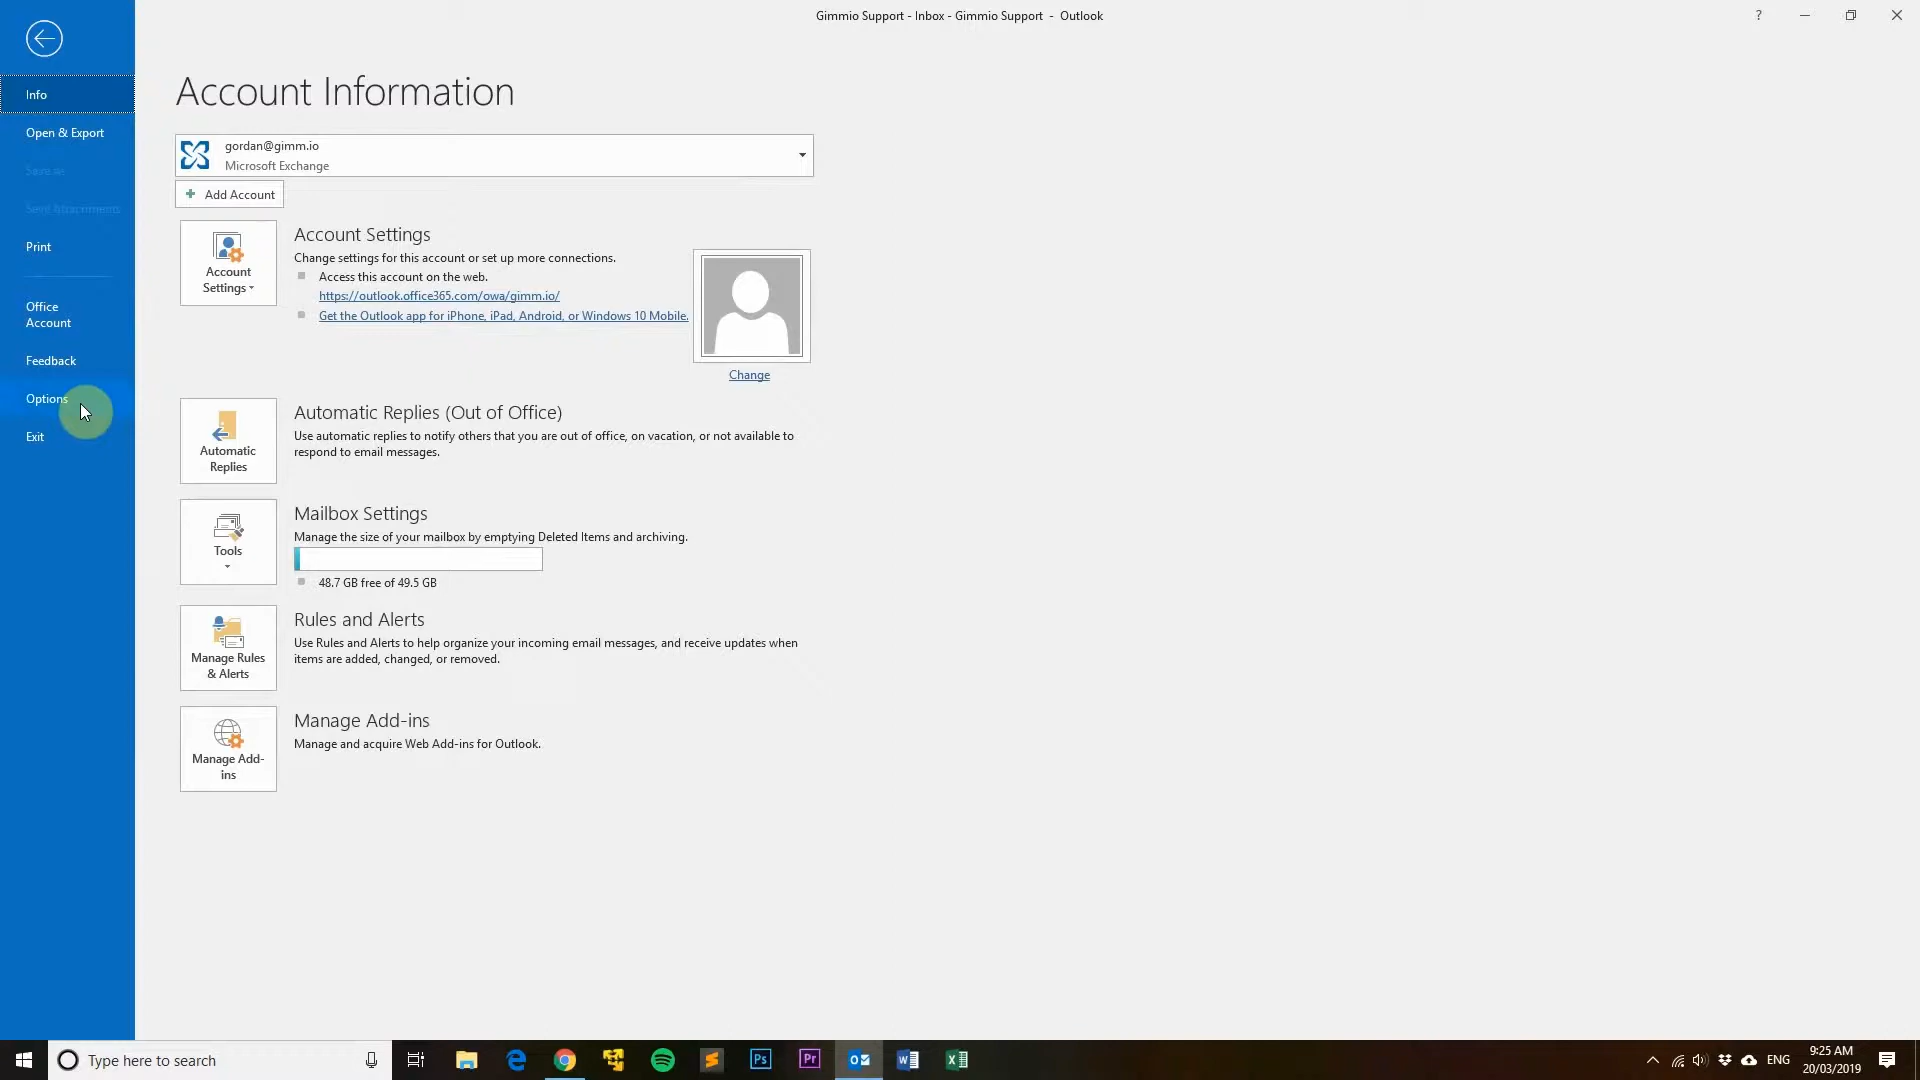 Gimmio Support - Inbox - Gimmio Support - Outlook
?
Info
Open & Export
Save as
Save Attachments
Print
Office
Account
Feedback
Options
Exit
Account Information
gordan@gimm.io
Microsoft Exchange
Add Account
Account
Settings
Account Settings
Change settings for this account or set up more connections.
Access this account on the web.
https://outlook.office365.com/owa/gimm.io/
Get the Outlook app for iPhone, iPad, Android, or Windows 10 Mobile.
Change
Automatic
Replies
Automatic Replies (Out of Office)
Use automatic replies to notify others that you are out of office, on vacation, or not available to
respond to email messages.
Tools
Mailbox Settings
Manage the size of your mailbox by emptying Deleted Items and archiving.
48.7 GB free of 49.5 GB
Manage Rules
& Alerts
Rules and Alerts
Use Rules and Alerts to help organize your incoming email messages, and receive updates when
items are added, changed, or removed.
Manage Add-
ins
Manage Add-ins
Manage and acquire Web Add-ins for Outlook.
Type here to search
Ps
Pr
ENG
9:25 AM
20/03/2019